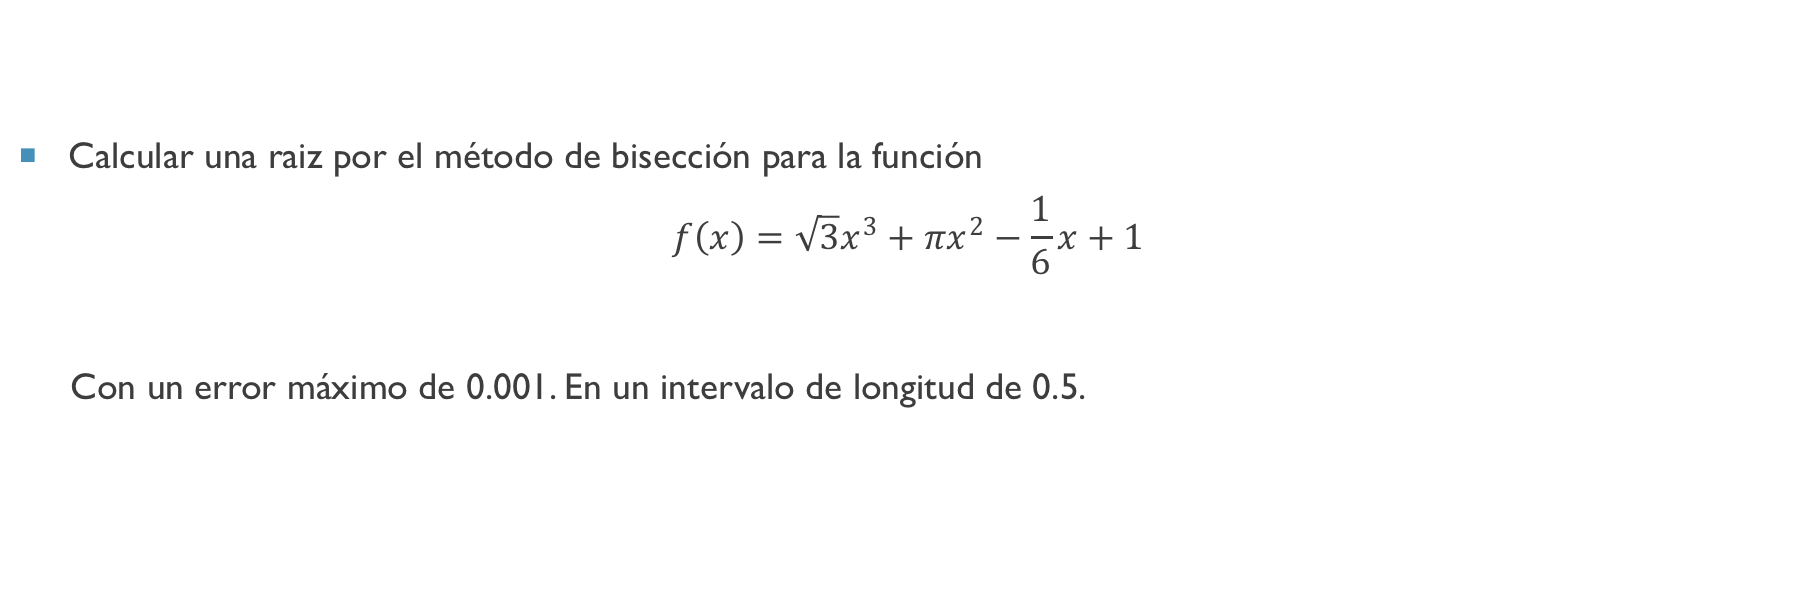 ▪ Calcular una raiz por el método de bisección para la función
f(x) = √3x³ + πx² − 1/6 x + 1
Con un error máximo de 0.001. En un intervalo de longitud de 0.5.